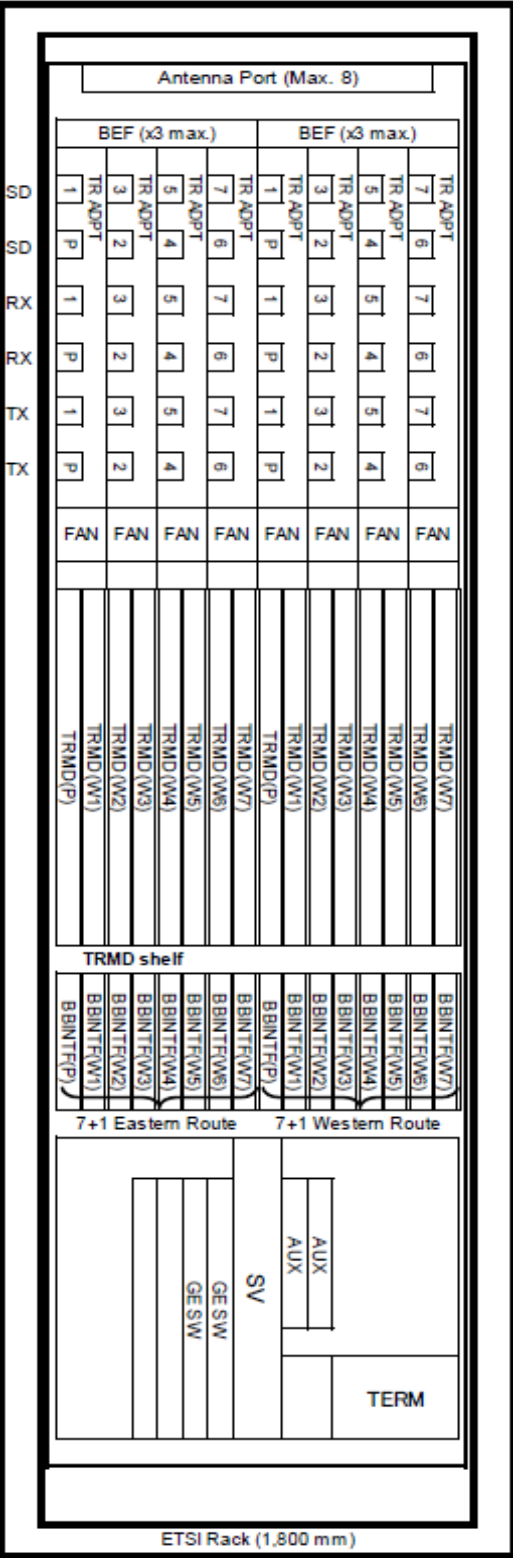 Antenna Port (Max. 8)
BEF (x3 max.) BEF (x3 max.)
TR ADPT TR ADPT TR ADPT TR ADPT TR ADPT TR ADPT TR ADPT TR ADPT
SD 1 3 5 7 1 3 5 7
SD P 2 4 6 P 2 4 6
RX 1 3 5 7 1 3 5 7
RX P 2 4 6 P 2 4 6
TX 1 3 5 7 1 3 5 7
TX P 2 4 6 P 2 4 6
FAN FAN FAN FAN FAN FAN FAN FAN
TRMD(P) TRMD(W1) TRMD(W2) TRMD(W3) TRMD(W4) TRMD(W5) TRMD(W6) TRMD(W7) TRMD(P) TRMD(W1) TRMD(W2) TRMD(W3) TRMD(W4) TRMD(W5) TRMD(W6) TRMD(W7)
TRMD shelf
BBINTF(P) BBINTF(W1) BBINTF(W2) BBINTF(W3) BBINTF(W4) BBINTF(W5) BBINTF(W6) BBINTF(W7) BBINTF(P) BBINTF(W1) BBINTF(W2) BBINTF(W3) BBINTF(W4) BBINTF(W5) BBINTF(W6) BBINTF(W7)
7+1 Eastern Route 7+1 Western Route
GE SW GE SW SV AUX AUX
TERM
ETSI Rack (1,800 mm)